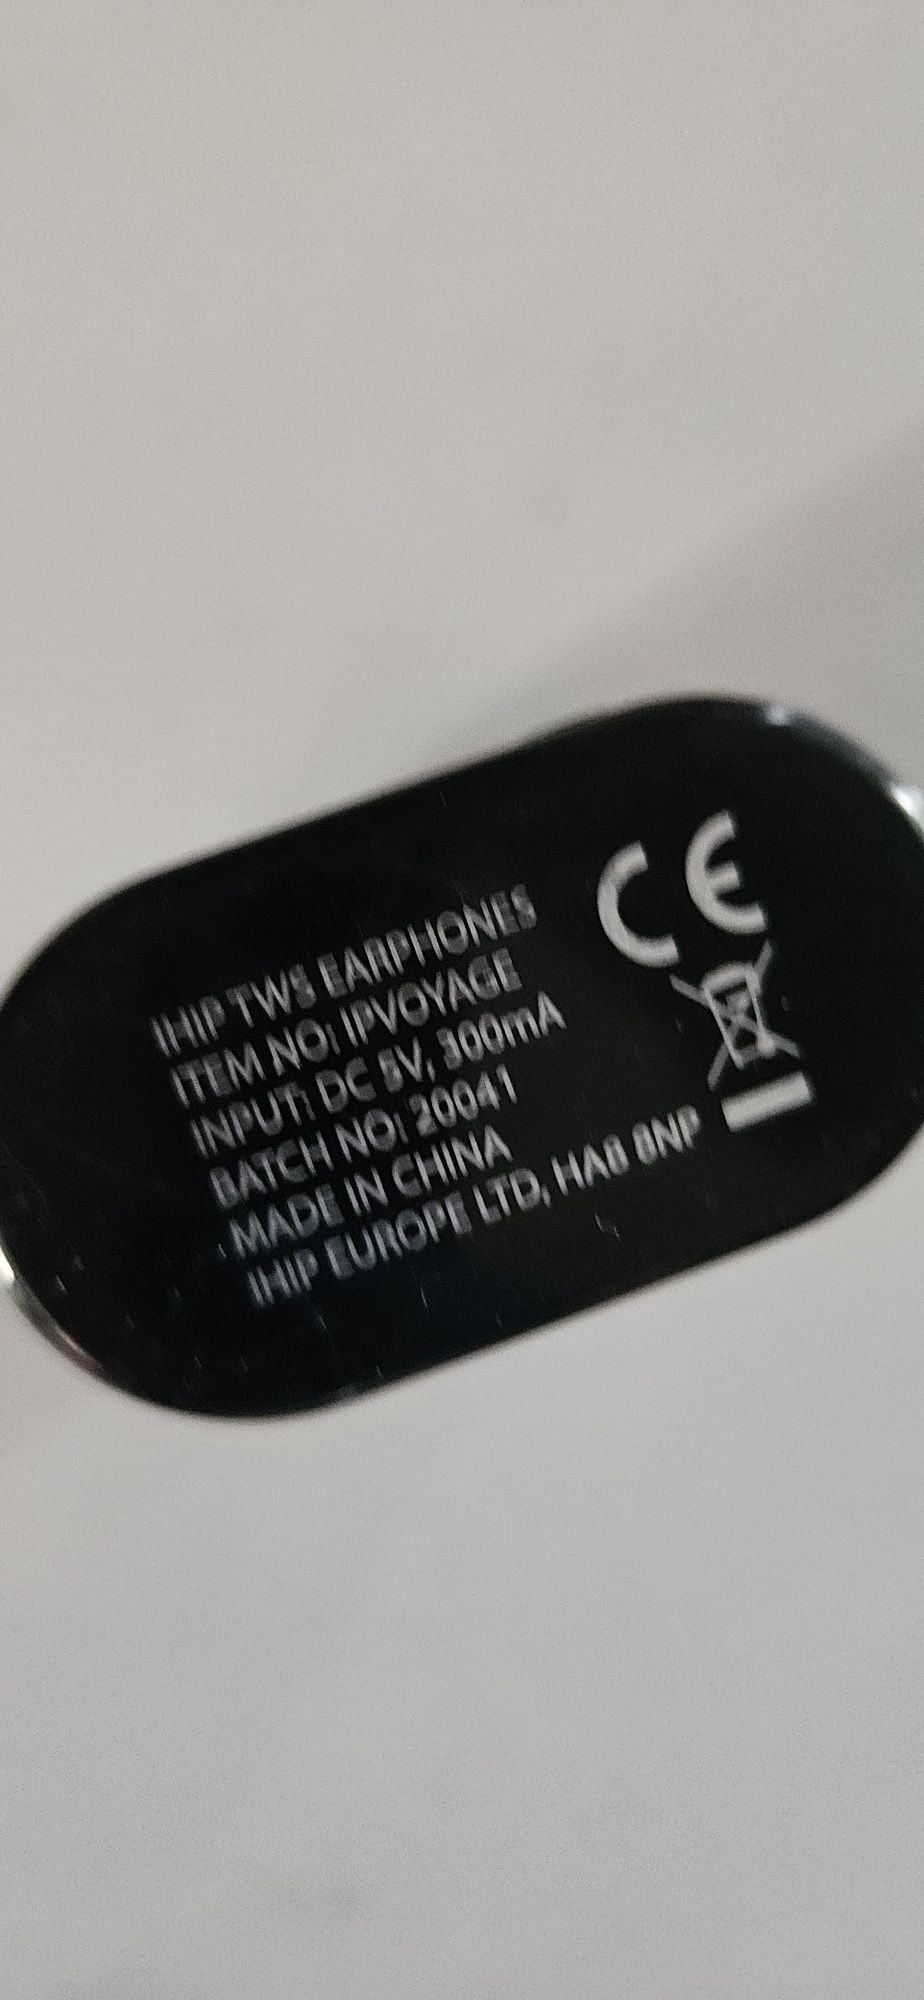 IHIP TWS EARPHONES
ITEM NO: IPVOYAGE
INPUT: DC 5V, 300mA
BATCH NO: 20041
MADE IN CHINA
IHIP EUROPE LTD, HA8 8NP
CE